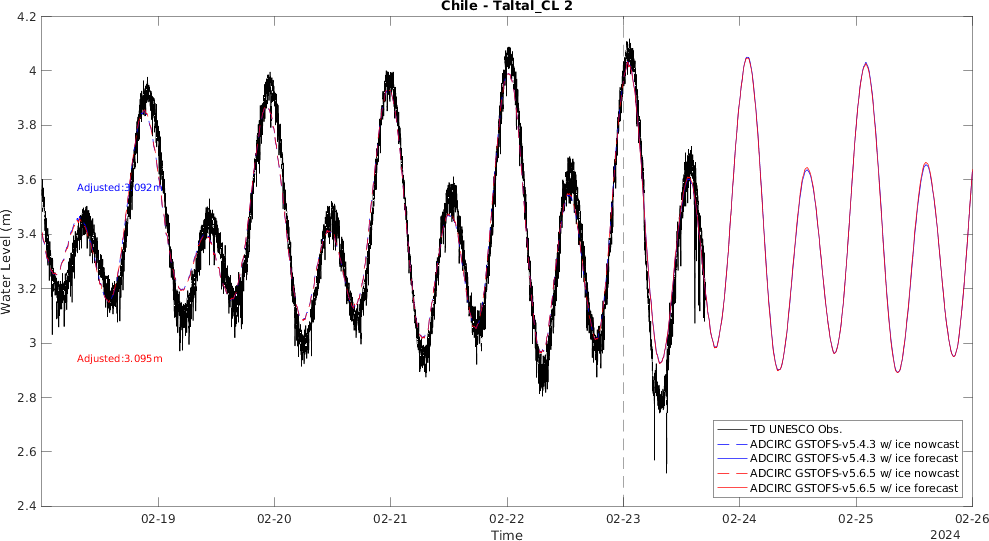 Chile - Taltal_CL 2
4.2
4
3.8
3.6
3.4
3.2
3
2.8
2.6
2.4
Water Level (m)
Adjusted:3.092m
Adjusted:3.095m
TD UNESCO Obs.
ADCIRC GSTOFS-v5.4.3 w/ ice nowcast
ADCIRC GSTOFS-v5.4.3 w/ ice forecast
ADCIRC GSTOFS-v5.6.5 w/ ice nowcast
ADCIRC GSTOFS-v5.6.5 w/ ice forecast
02-19 02-20 02-21 02-22 02-23 02-24 02-25 02-26
Time
2024